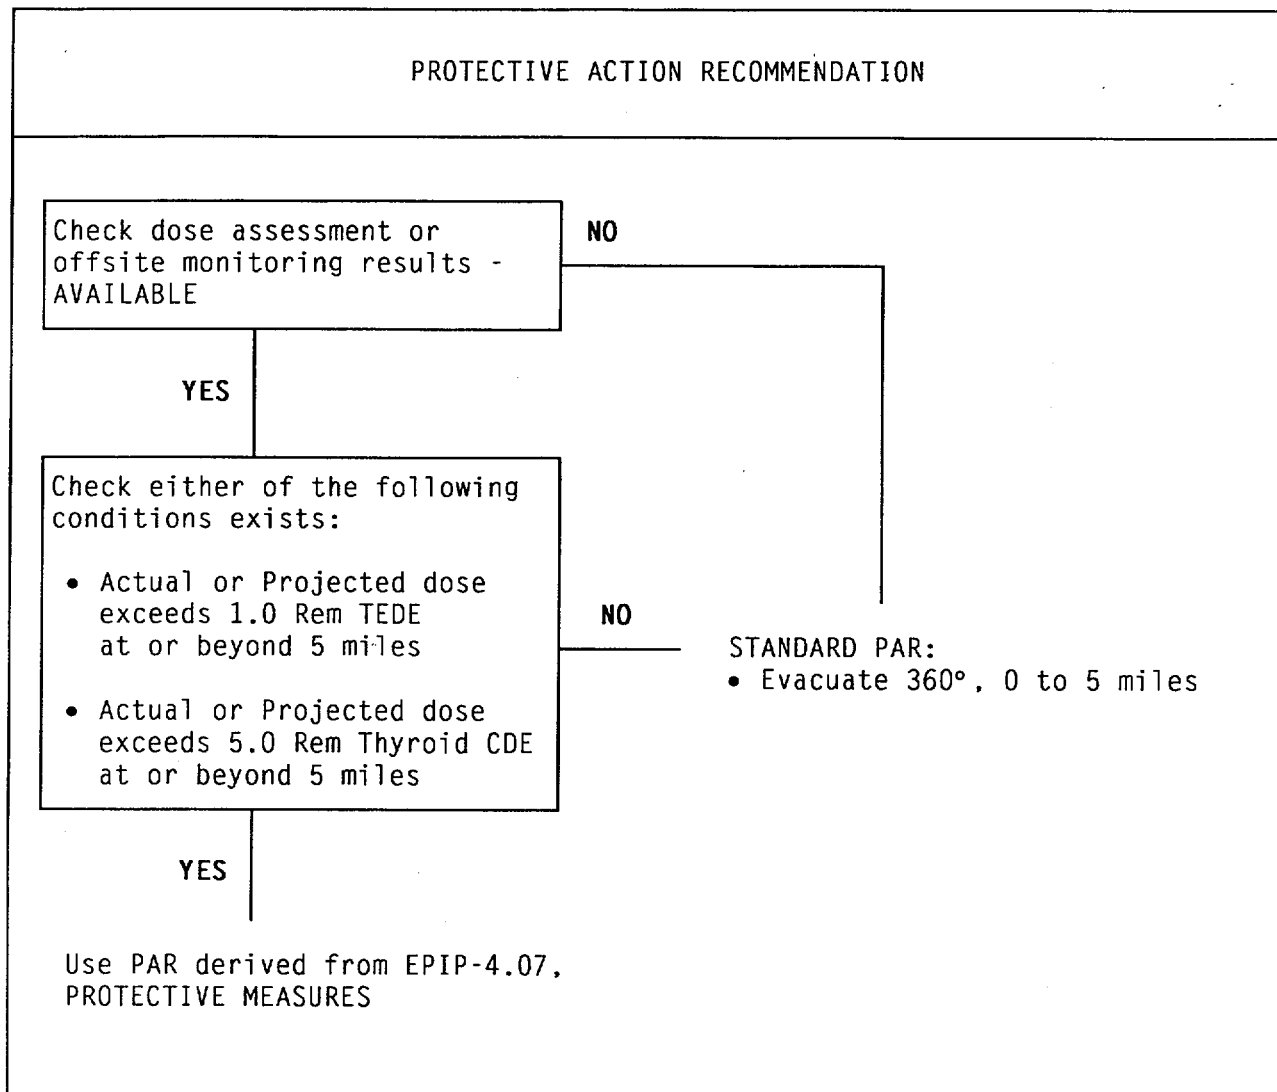 PROTECTIVE ACTION RECOMMENDATION
Check dose assessment or
offsite monitoring results -
AVAILABLE
NO
YES
Check either of the following
conditions exists:
• Actual or Projected dose
exceeds 1.0 Rem TEDE
at or beyond 5 miles
• Actual or Projected dose
exceeds 5.0 Rem Thyroid CDE
at or beyond 5 miles
NO
STANDARD PAR:
• Evacuate 360°, 0 to 5 miles
YES
Use PAR derived from EPIP-4.07,
PROTECTIVE MEASURES